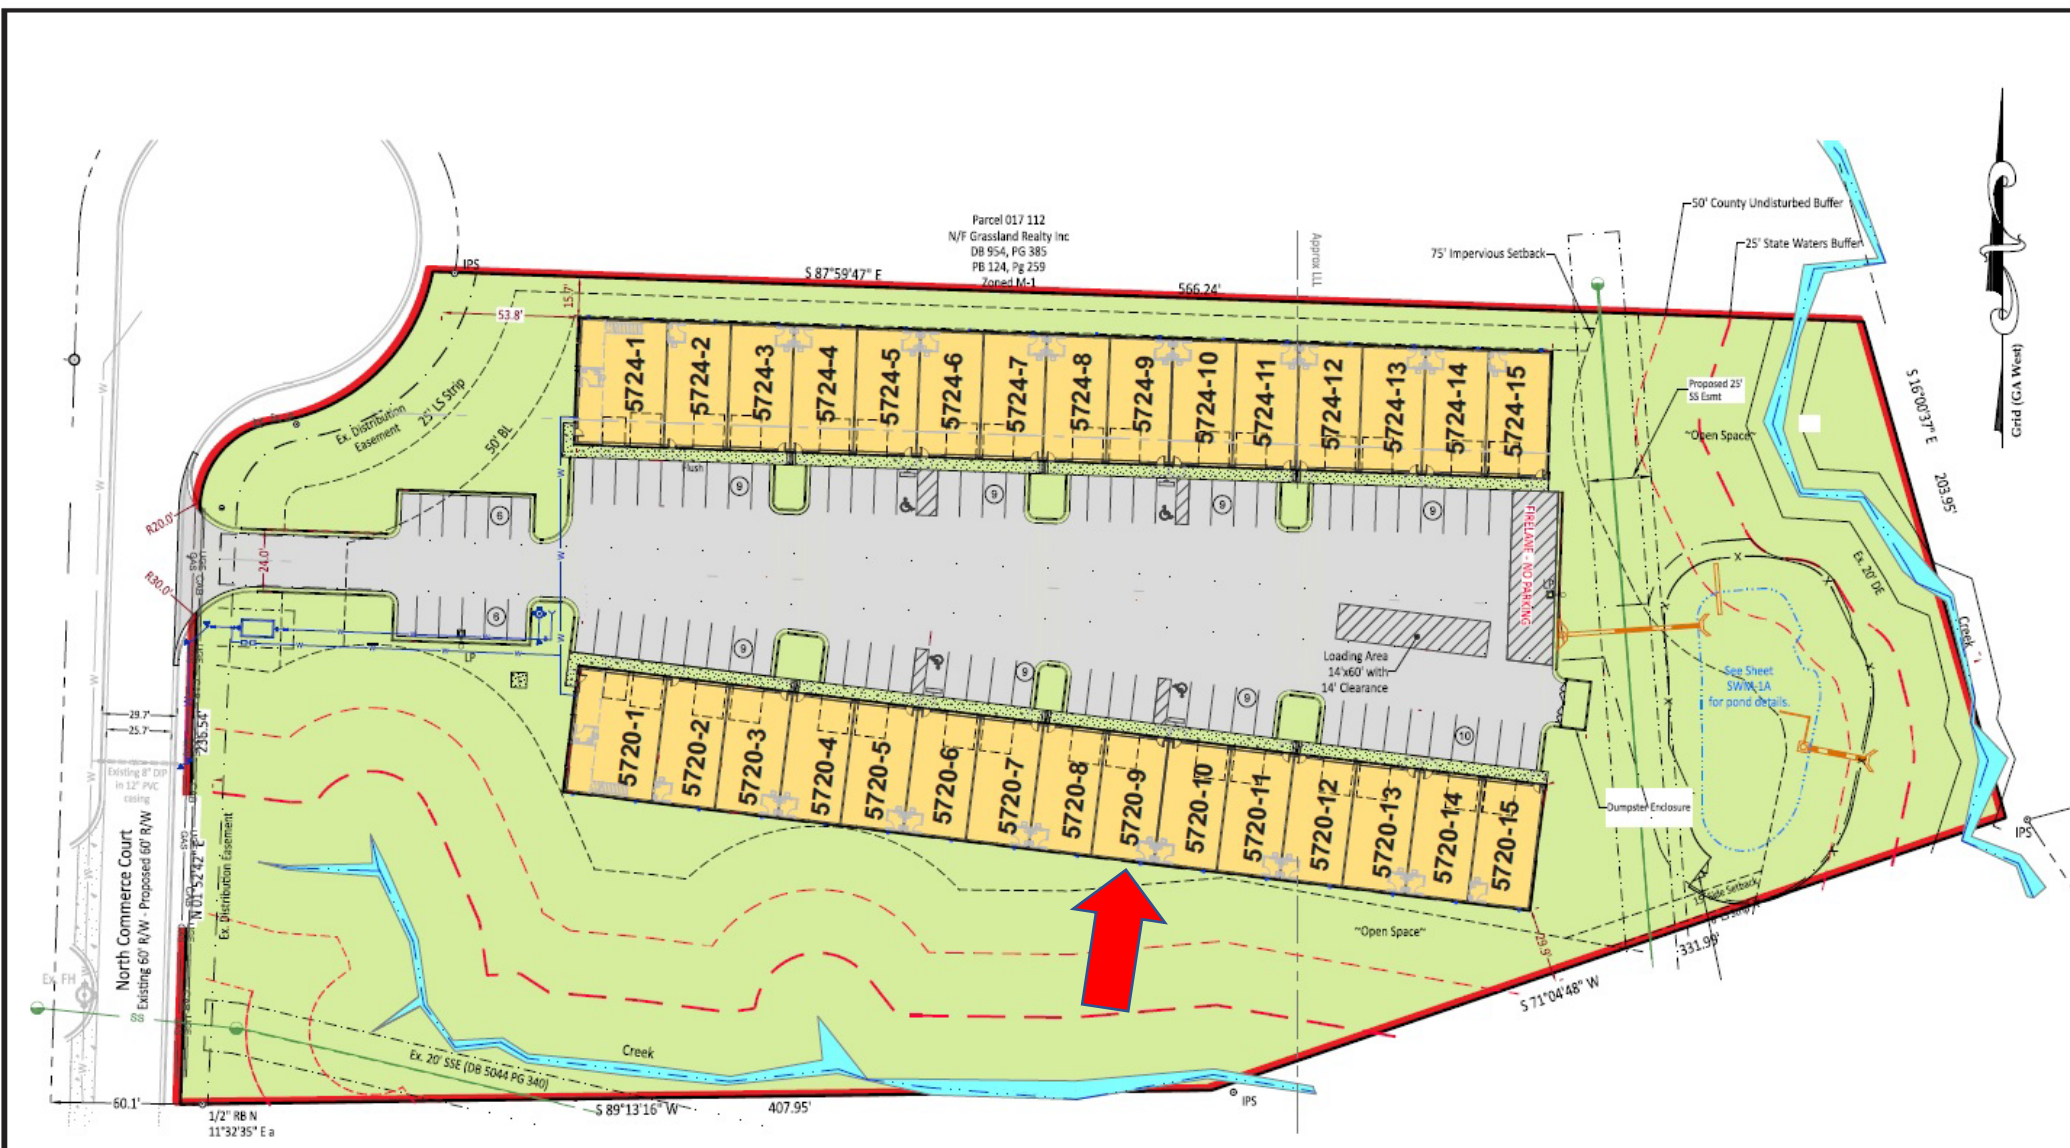 Parcel 017 112
N/F Grassland Realty Inc
DB 954, PG 385
PB 124, Pg 259
Zoned M-1
IPS
S 87°59'47" E
566.24'
Approx LLL
75' Impervious Setback
50' County Undisturbed Buffer
25' State Waters Buffer
Grid (GA West)
15.7'
53.8'
5724-1
5724-2
5724-3
5724-4
5724-5
5724-6
5724-7
5724-8
5724-9
5724-10
5724-11
5724-12
5724-13
5724-14
5724-15
Ex. Distribution
Easement
25' LS Strip
50' BL
Proposed 25'
SS Esmt
~Open Space~
S 16°00'37" E
203.95'
Flush
9
9
9
9
6
R20.0'
R30.0'
24.0'
UGE CAB
GAS
FIRELANE - NO PARKING
LP
Ex. 20' DE
Creek
6
LP
9
9
9
10
Loading Area
14'x60' with
14' Clearance
See Sheet
SWM-1A
for pond details.
29.7'
25.7'
236.54'
Existing 8" DIP
in 12" PVC
casing
5720-1
5720-2
5720-3
5720-4
5720-5
5720-6
5720-7
5720-8
5720-9
5720-10
5720-11
5720-12
5720-13
5720-14
5720-15
Dumpster Enclosure
IPS
North Commerce Court
Existing 60' R/W - Proposed 60' R/W
N 01°52'42" E
Ex. Distribution Easement
~Open Space~
29.9'
331.99'
S 71°04'48" W
Ex. FH
SS
Ex. 20' SSE (DB 5044 PG 340)
Creek
60.1'
S 89°13'16" W
407.95'
IPS
1/2" RB N
11°32'35" E a